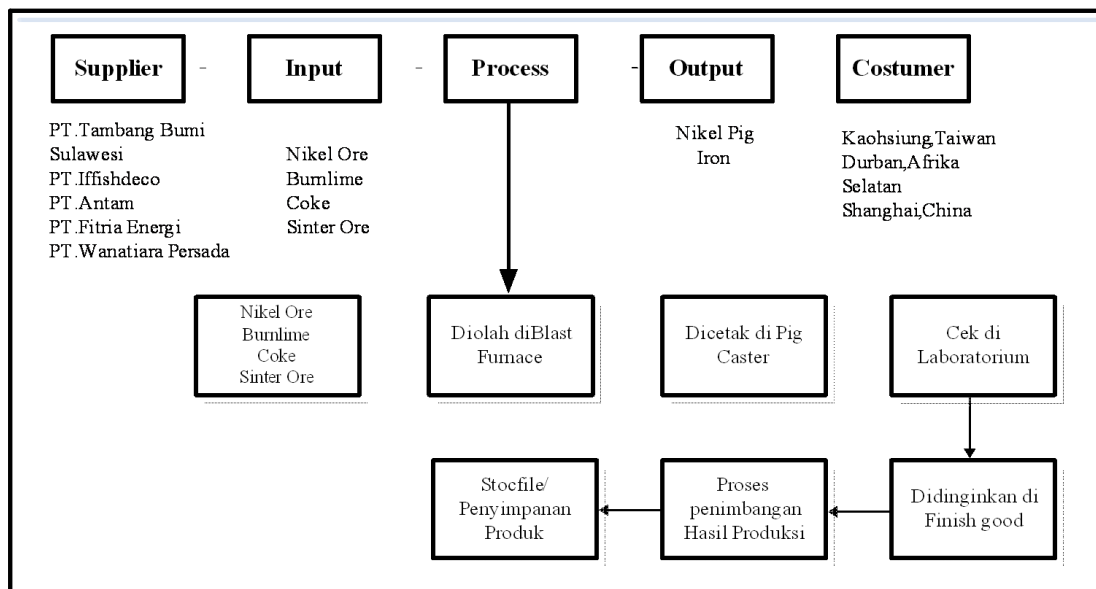 Supplier - Input - Process - Output Costumer
PT.Tambang Bumi
Sulawesi
PT.Iffishdeco
PT.Antam
PT.Fitria Energi
PT.Wanatiara Persada
Nikel Ore
Burnlime
Coke
Sinter Ore
Nikel Pig
Iron
Kaohsiung,Taiwan
Durban,Afrika
Selatan
Shanghai,China
Nikel Ore
Burnlime
Coke
Sinter Ore
Diolah diBlast
Furnace
Dicetak di Pig
Caster
Cek di
Laboratorium
Stocfile/
Penyimpanan
Produk
Proses
penimbangan
Hasil Produksi
Didinginkan di
Finish good